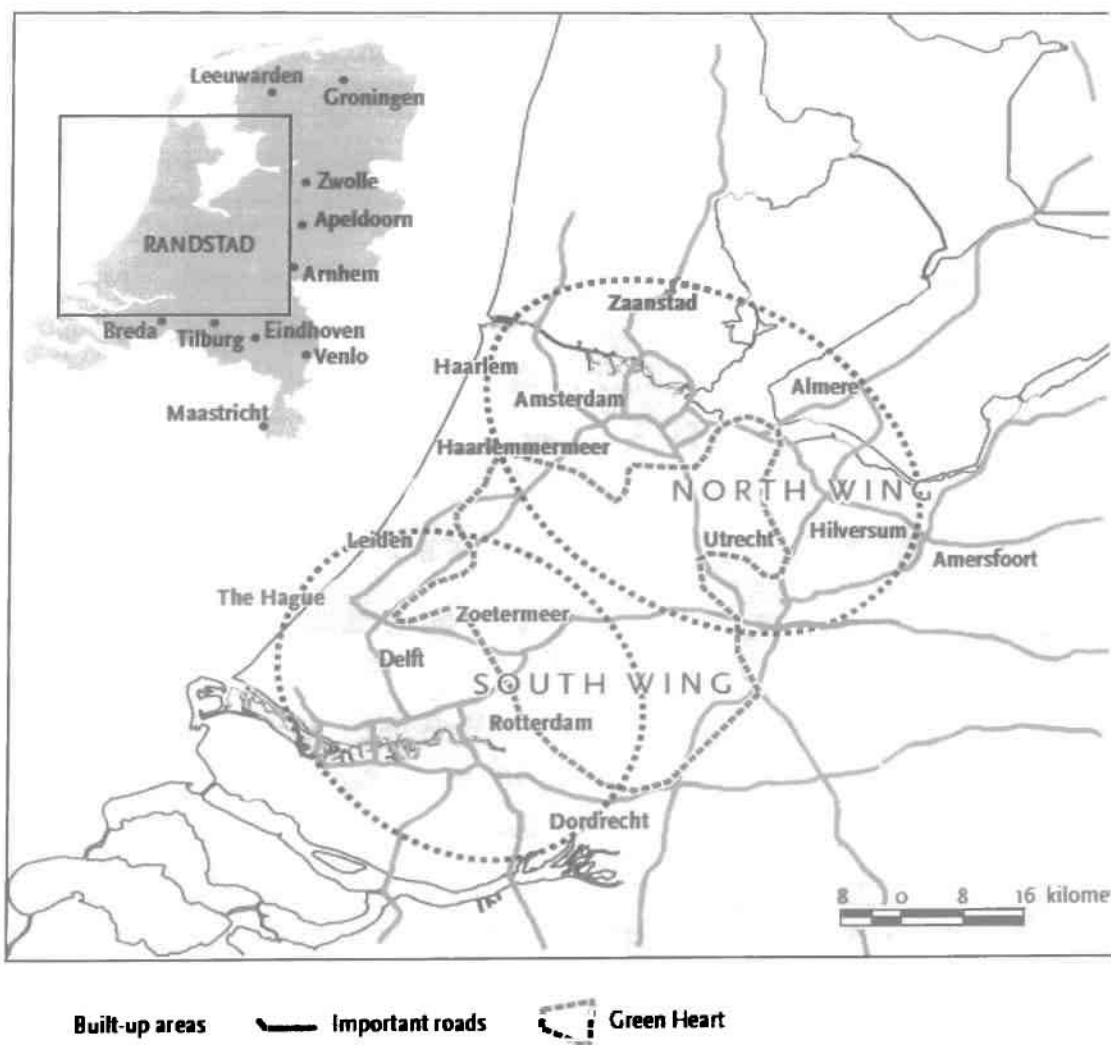 Leeuwarden
Groningen
Zwolle
Apeldoorn
RANDSTAD
Arnhem
Breda
Tilburg
Eindhoven
Venlo
Maastricht
Zaanstad
Haarlem
Amsterdam
Almere
Haarlemmermeer
NORTH WING
Leiden
Utrecht
Hilversum
Amersfoort
The Hague
Zoetermeer
Delft
SOUTH WING
Rotterdam
Dordrecht
8 0 8 16 kilome
Built-up areas Important roads Green Heart